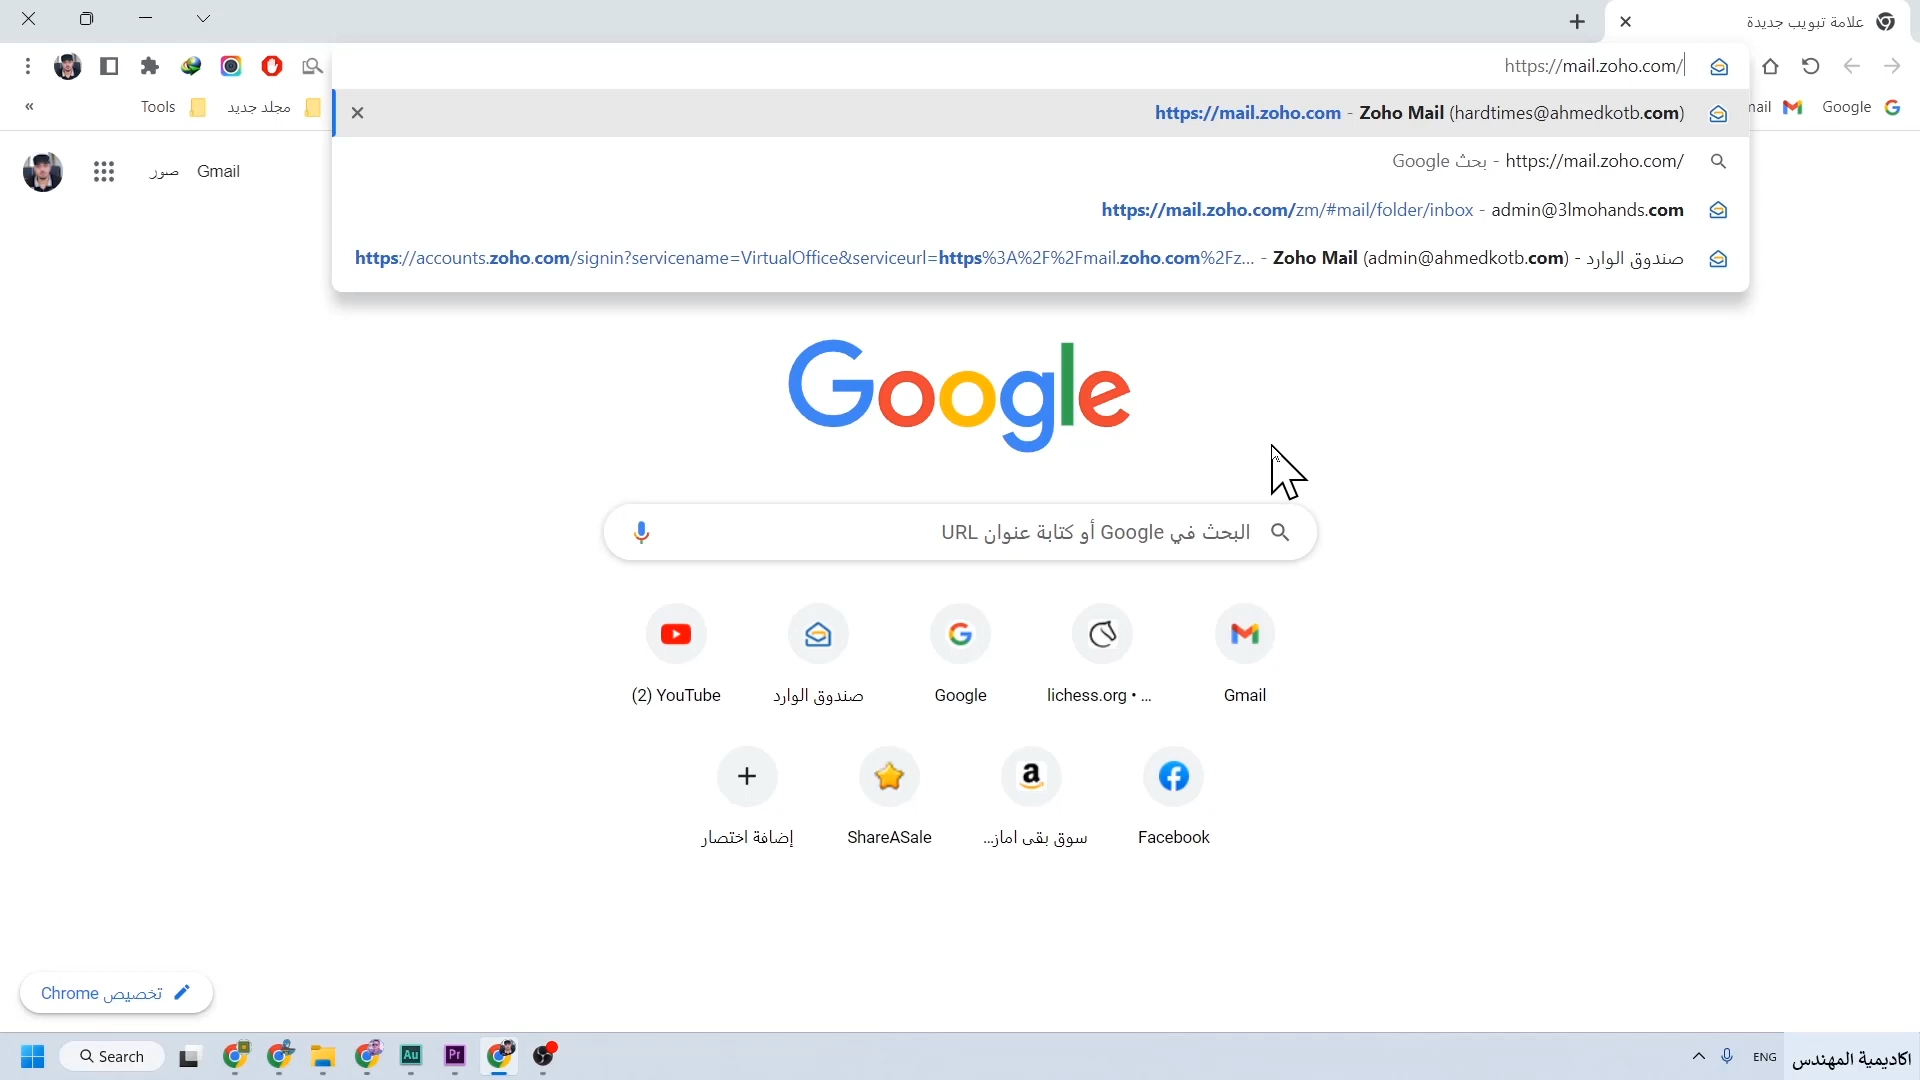 علامة تبويب جديدة
https://mail.zoho.com/
Google
mail
مجلد جديد
Tools
https://mail.zoho.com - Zoho Mail (hardtimes@ahmedkotb.com)
https://mail.zoho.com/ - بحث Google
https://mail.zoho.com/zm/#mail/folder/inbox - admin@3lmohands.com
https://accounts.zoho.com/signin?servicename=VirtualOffice&serviceurl=https%3A%2F%2Fmail.zoho.com%2Fz... - Zoho Mail (admin@ahmedkotb.com) - صندوق الوارد
Gmail
صور
Google
البحث في Google أو كتابة عنوان URL
Gmail
lichess.org • ...
Google
صندوق الوارد
(2) YouTube
Facebook
سوق بقى اماز...
ShareASale
إضافة اختصار
تخصيص Chrome
Search
Au
Pr
ENG
اكاديمية المهندس